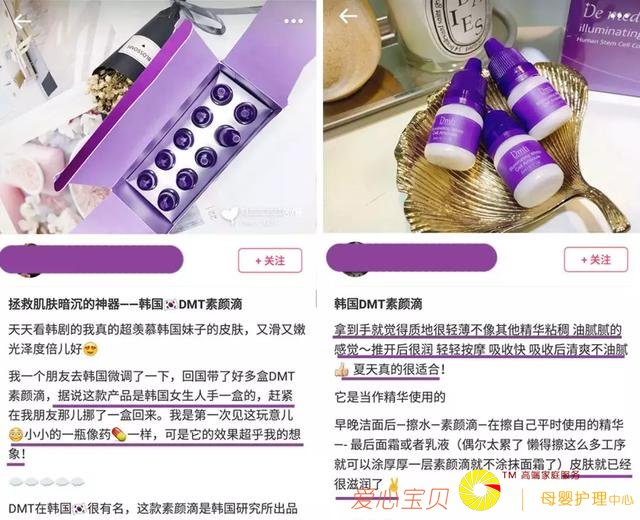 BLOSSOME
+ 关注
拯救肌肤暗沉的神器——韩国🇰🇷DMT素颜滴
天天看韩剧的我真的超羡慕韩国妹子的皮肤，又滑又嫩
光泽度倍儿好😍
我一个朋友去韩国微调了一下，回国带了好多盒DMT
素颜滴，据说这款产品是韩国女生人手一盒的，赶紧
在我朋友那儿挪了一盒回来。我是第一次见这玩意儿
😳小小的一瓶像药💊一样，可是它的效果超乎我的想
象！
DMT在韩国🇰🇷很有名，这款素颜滴是韩国研究所出品
De me
illuminating
Human Stem Cell Co
Dmt
Dmt
+ 关注
韩国DMT素颜滴
拿到手就觉得质地很轻薄不像其他精华粘稠 油腻腻的
感觉～推开后很润 轻轻按摩 吸收快 吸收后清爽不油腻
👍🏻 夏天真的很适合！
它是当作精华使用的
早晚洁面后—擦水—素颜滴—在擦自己平时使用的精华
—- 最后面霜或者乳液（偶尔太累了 懒得擦这么多工序
就可以涂厚厚一层素颜滴就不涂抹面霜了）皮肤就已经
很滋润了✌️
爱心宝贝
TM 高端家庭服务
母婴护理中心